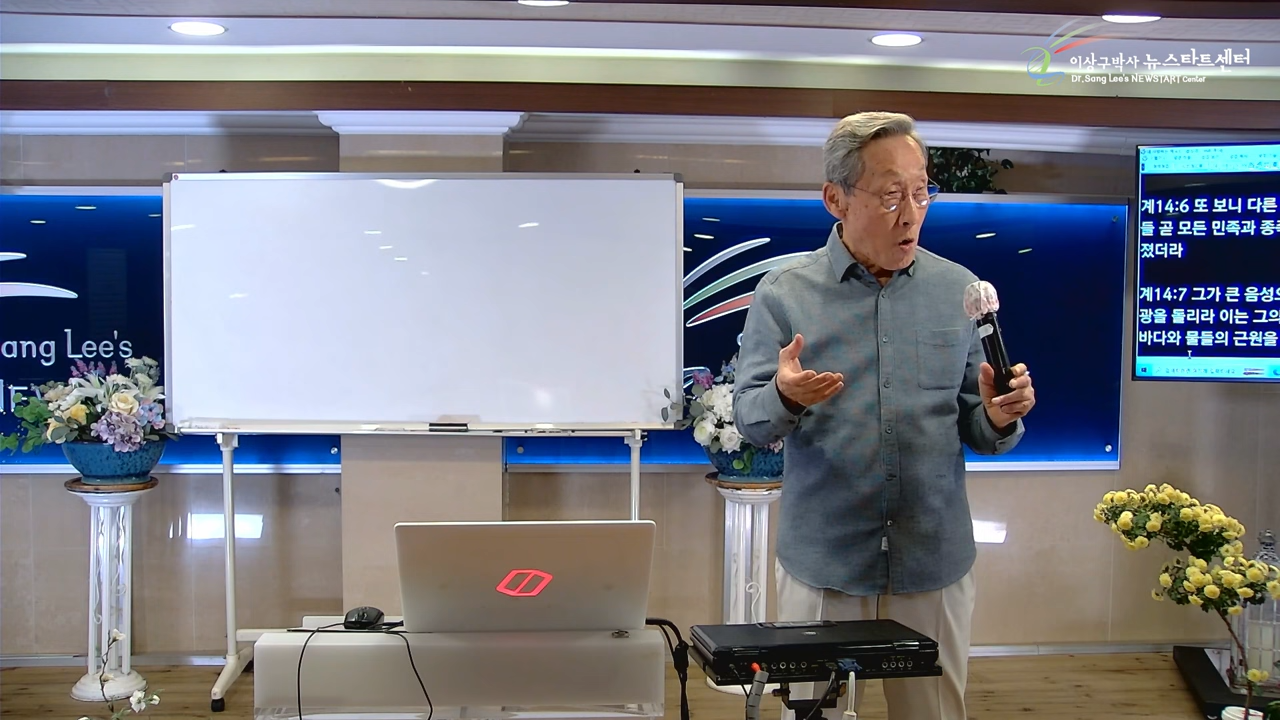 이상구박사 뉴스타트센터
Dr. Sang Lee's NEWSTART Center
계14:6 또 보니 다른
들 곧 모든 민족과 종족
졌더라
계14:7 그가 큰 음성으
광을 돌리라 이는 그의
바다와 물들의 근원을
ang Lee's